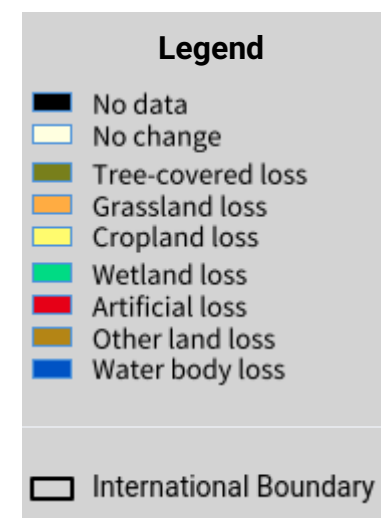 Legend
No data
No change
Tree-covered loss
Grassland loss
Cropland loss
Wetland loss
Artificial loss
Other land loss
Water body loss
International Boundary